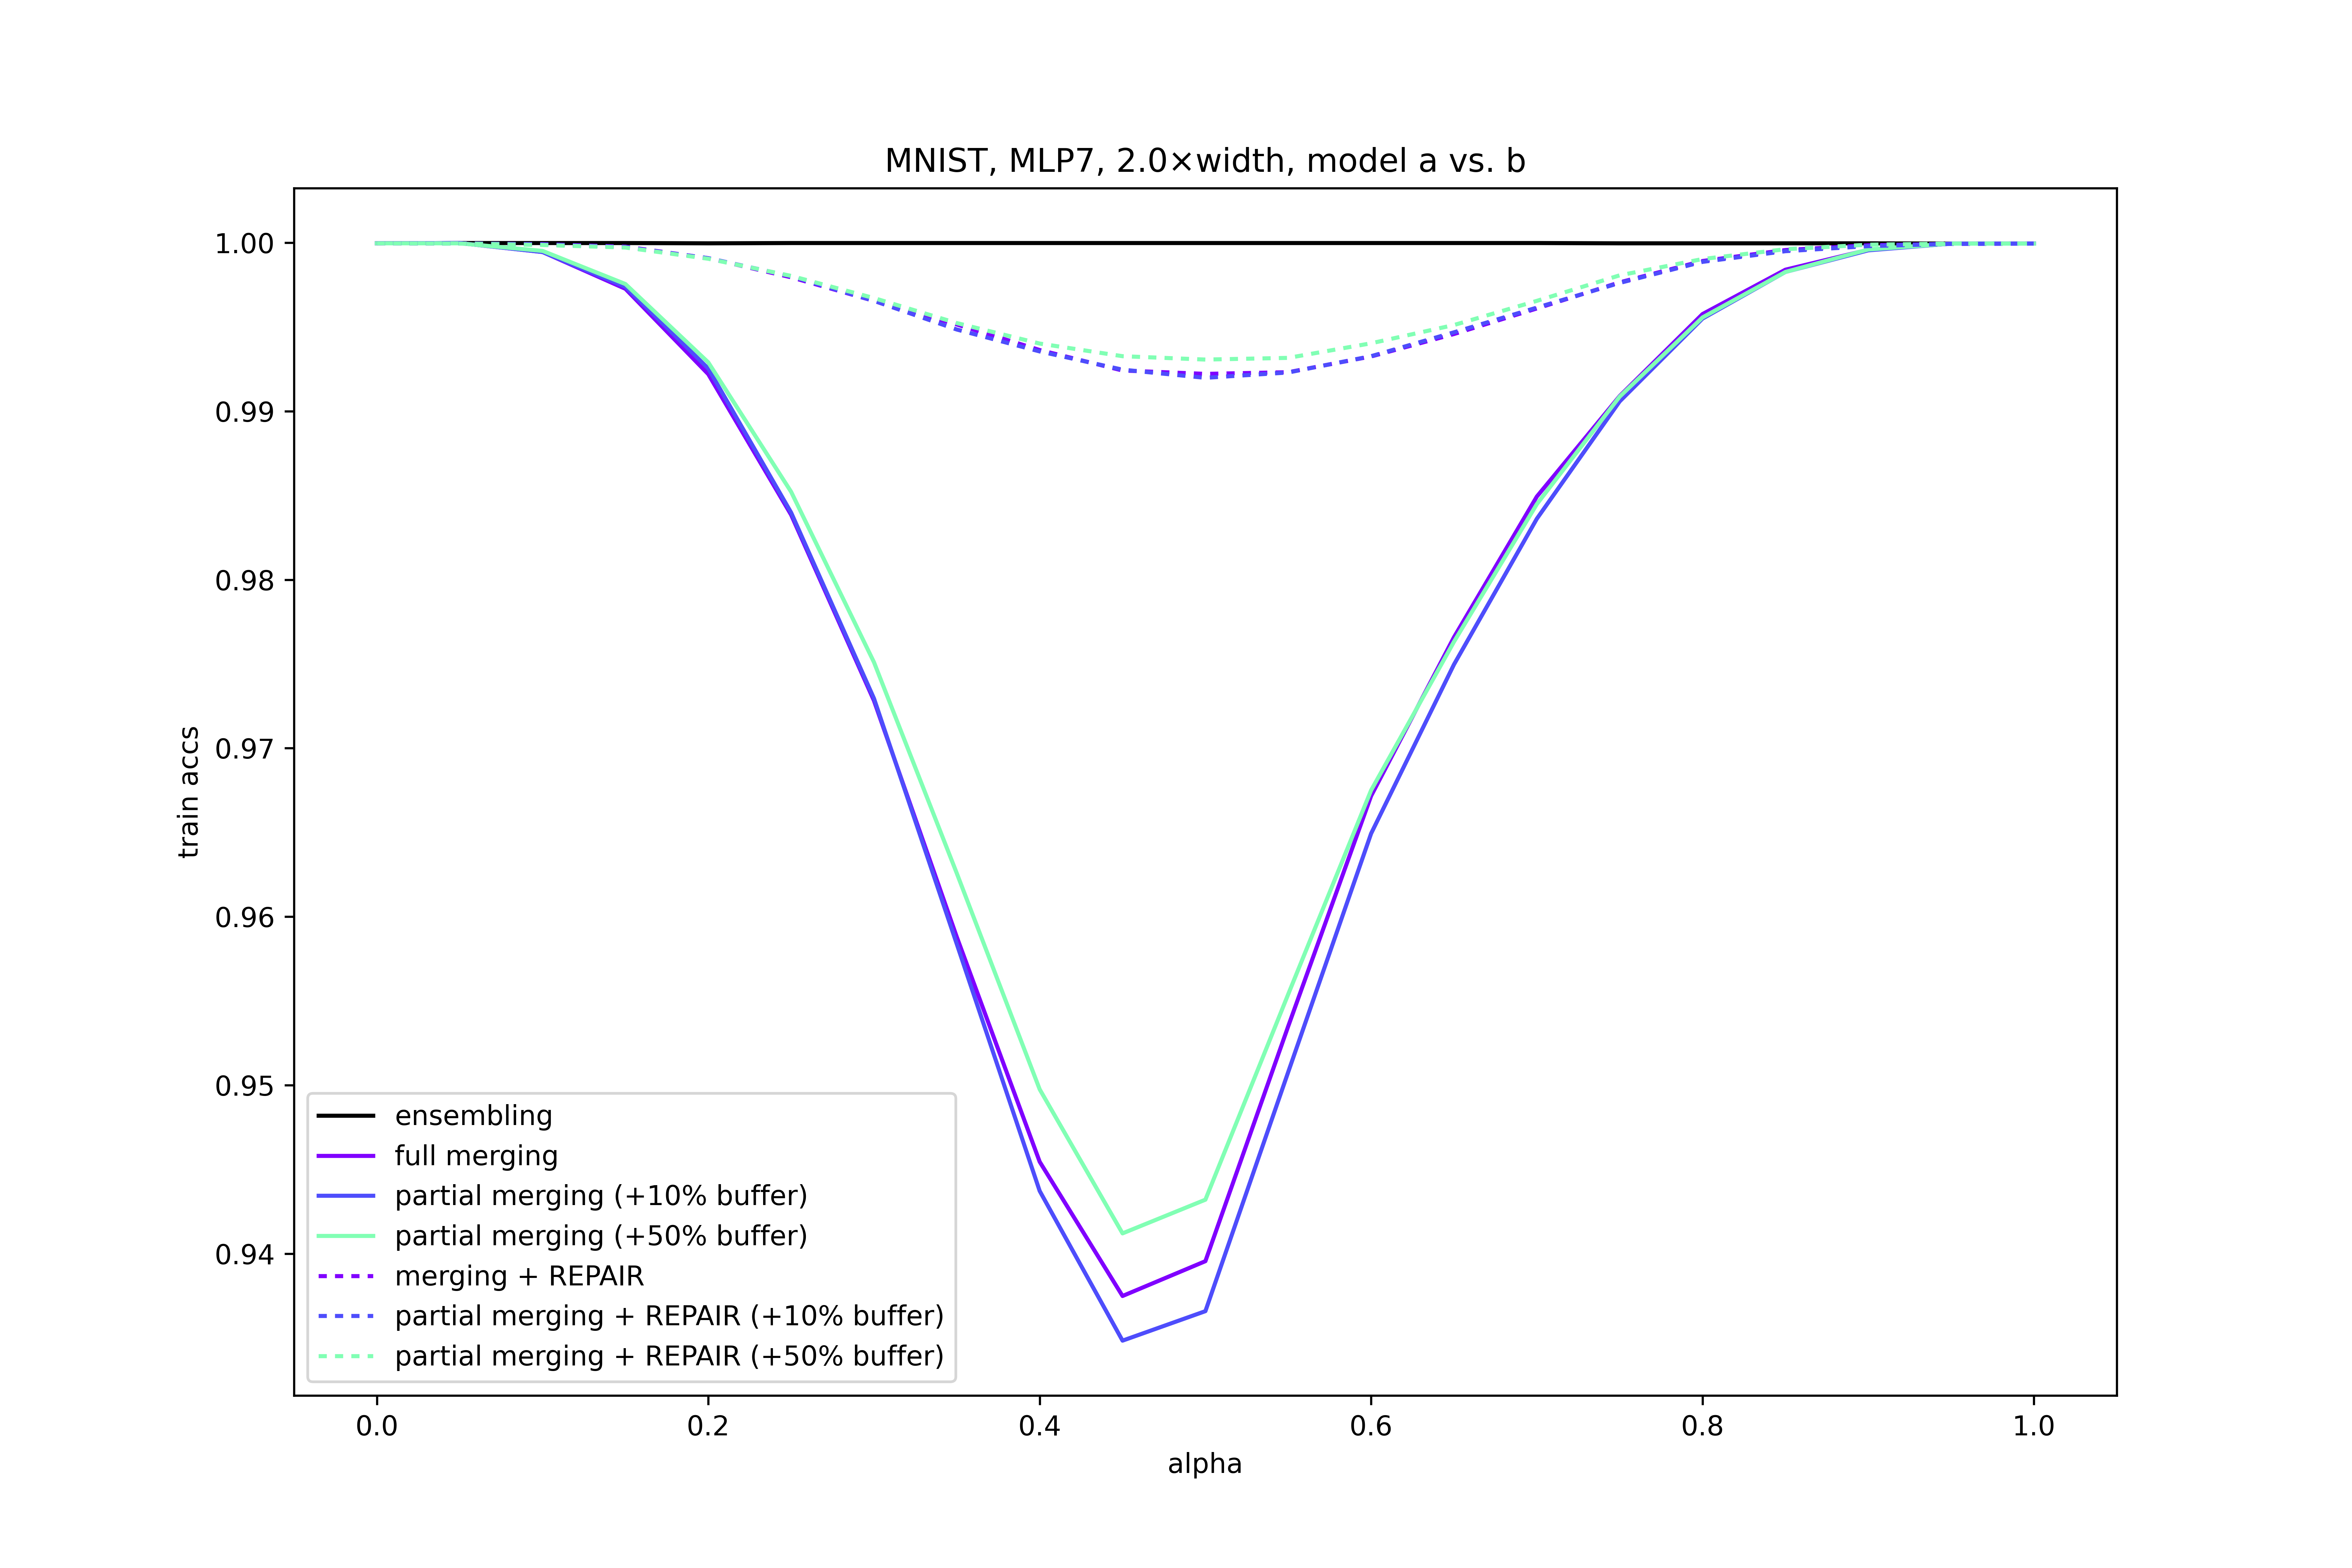 MNIST, MLP7, 2.0×width, model a vs. b
1.00
0.99
0.98
0.97
0.96
0.95
0.94
train accs
ensembling
full merging
partial merging (+10% buffer)
partial merging (+50% buffer)
merging + REPAIR
partial merging + REPAIR (+10% buffer)
partial merging + REPAIR (+50% buffer)
0.0 0.2 0.4 0.6 0.8 1.0
alpha